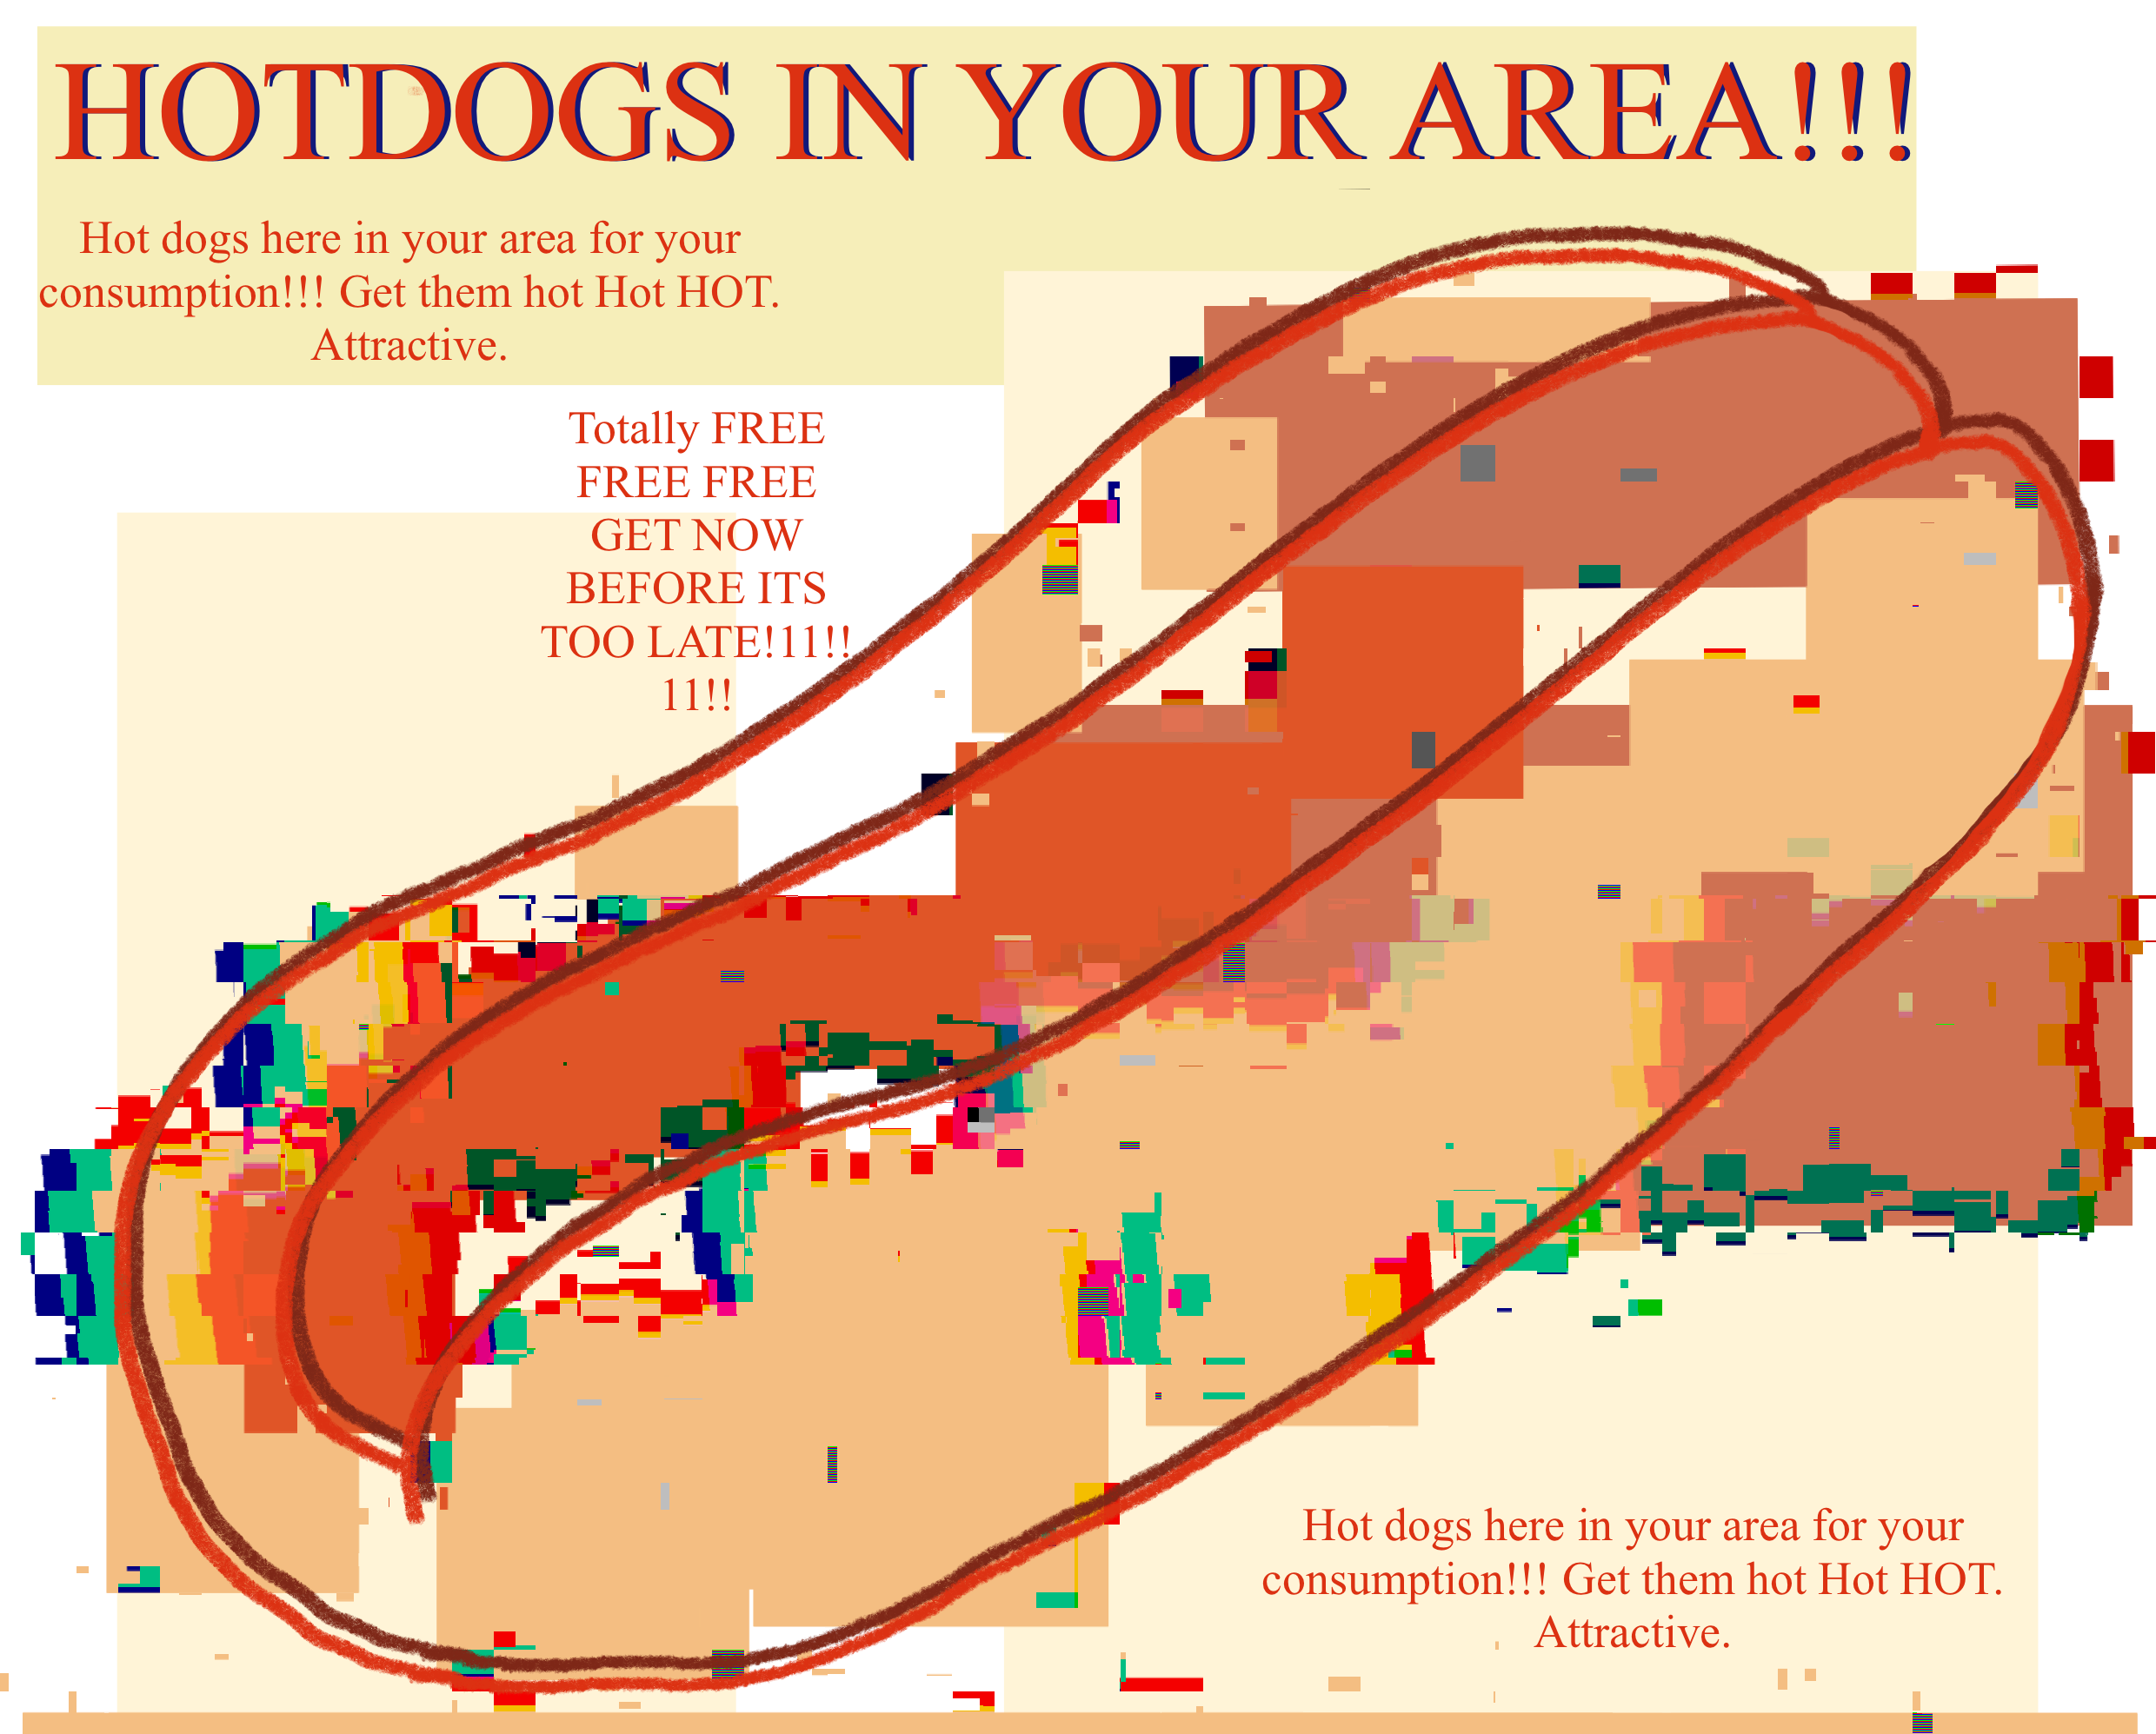 HOTDOGS IN YOUR AREA!!!
Hot dogs here in your area for your
consumption!!! Get them hot Hot HOT.
Attractive.
Totally FREE
FREE FREE
GET NOW
BEFORE ITS
TOO LATE!11!!
11!!
Hot dogs here in your area for your
consumption!!! Get them hot Hot HOT.
Attractive.